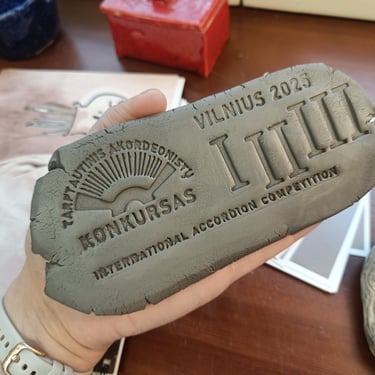 VILNIUS 2023
I II III
TARPTAUTINIS AKORDEONISTŲ
KONKURSAS
INTERNATIONAL ACCORDION COMPETITION